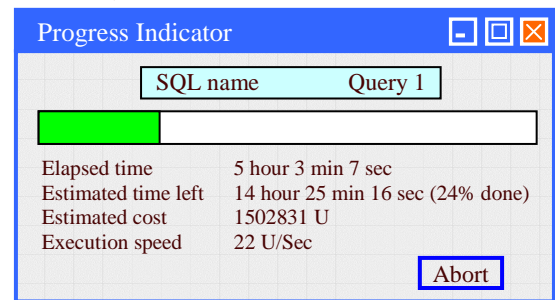 Progress Indicator
SQL name Query 1
Elapsed time 5 hour 3 min 7 sec
Estimated time left 14 hour 25 min 16 sec (24% done)
Estimated cost 1502831 U
Execution speed 22 U/Sec
Abort